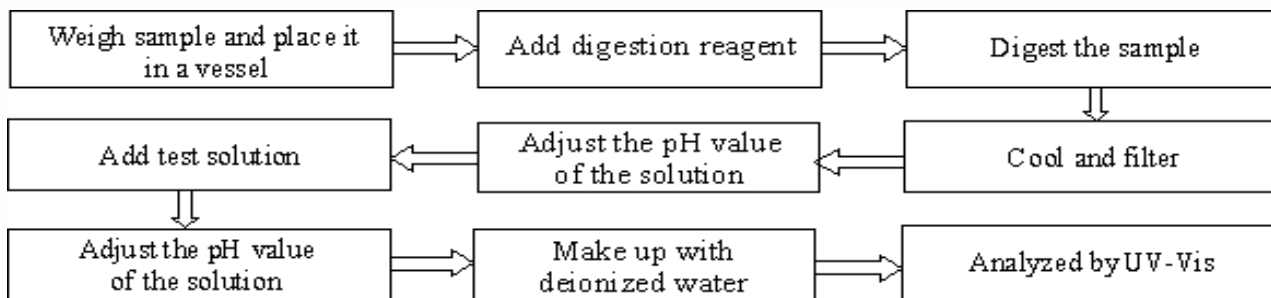 Weigh sample and place it
in a vessel
Add digestion reagent
Digest the sample
Cool and filter
Adjust the pH value
of the solution
Add test solution
Adjust the pH value
of the solution
Make up with
deionized water
Analyzed by UV-Vis